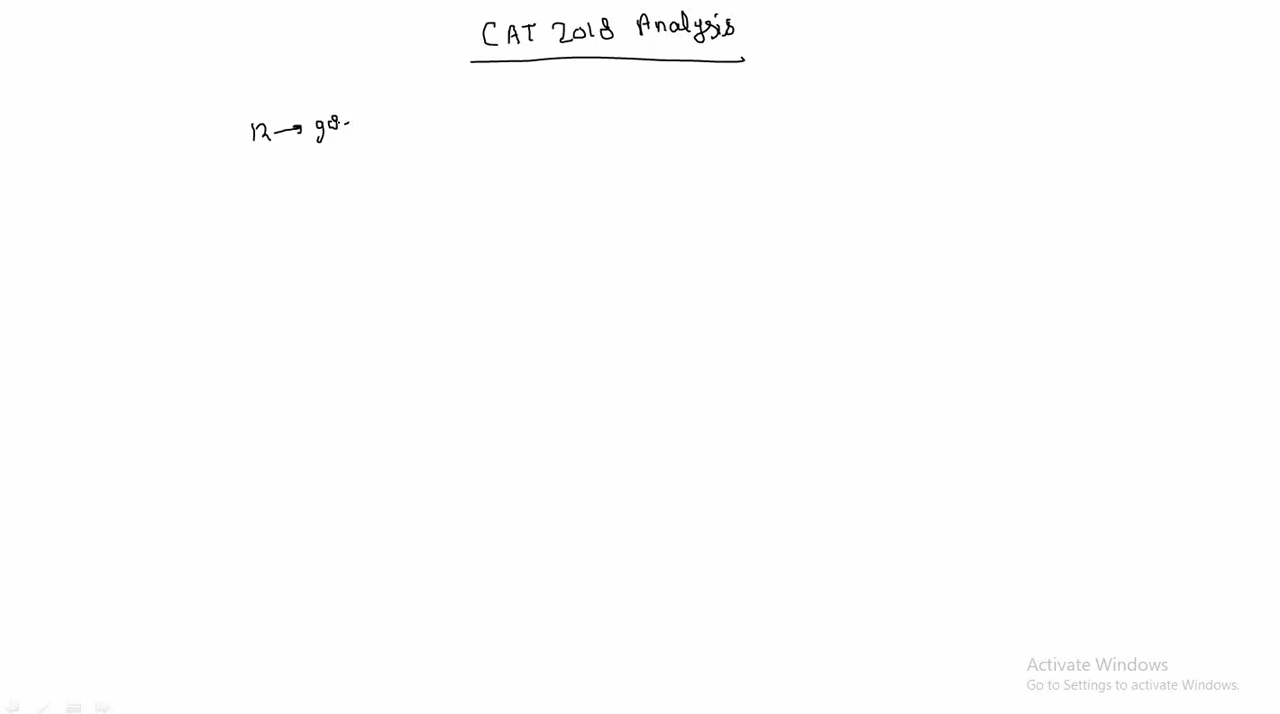 CAT 2018 Analysis
12 → 98.
Activate Windows
Go to Settings to activate Windows.